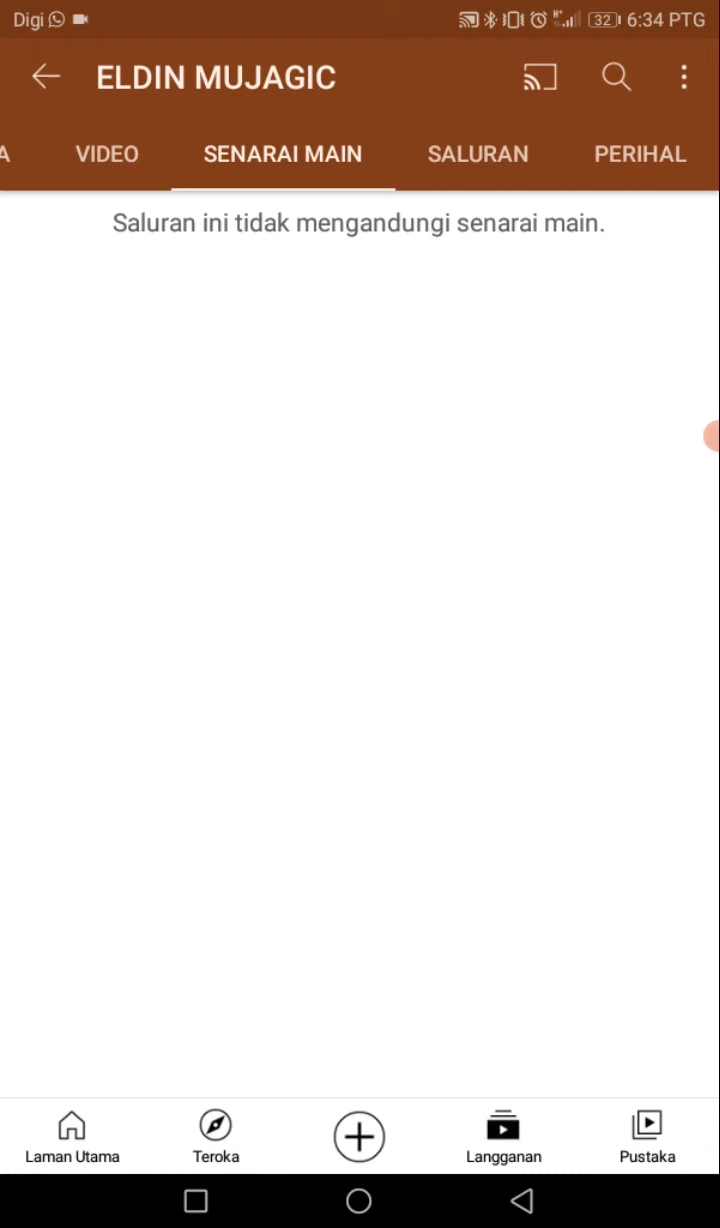 Digi 32 6:34 PTG
ELDIN MUJAGIC
A VIDEO SENARAI MAIN SALURAN PERIHAL
Saluran ini tidak mengandungi senarai main.
Laman Utama Teroka Langganan Pustaka